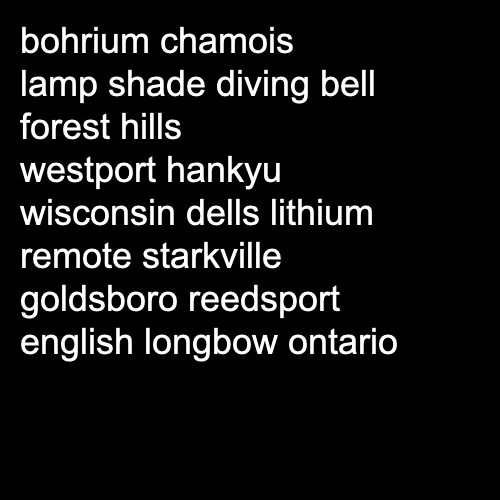 bohrium chamois
lamp shade diving bell
forest hills
westport hankyu
wisconsin dells lithium
remote starkville
goldsboro reedsport
english longbow ontario